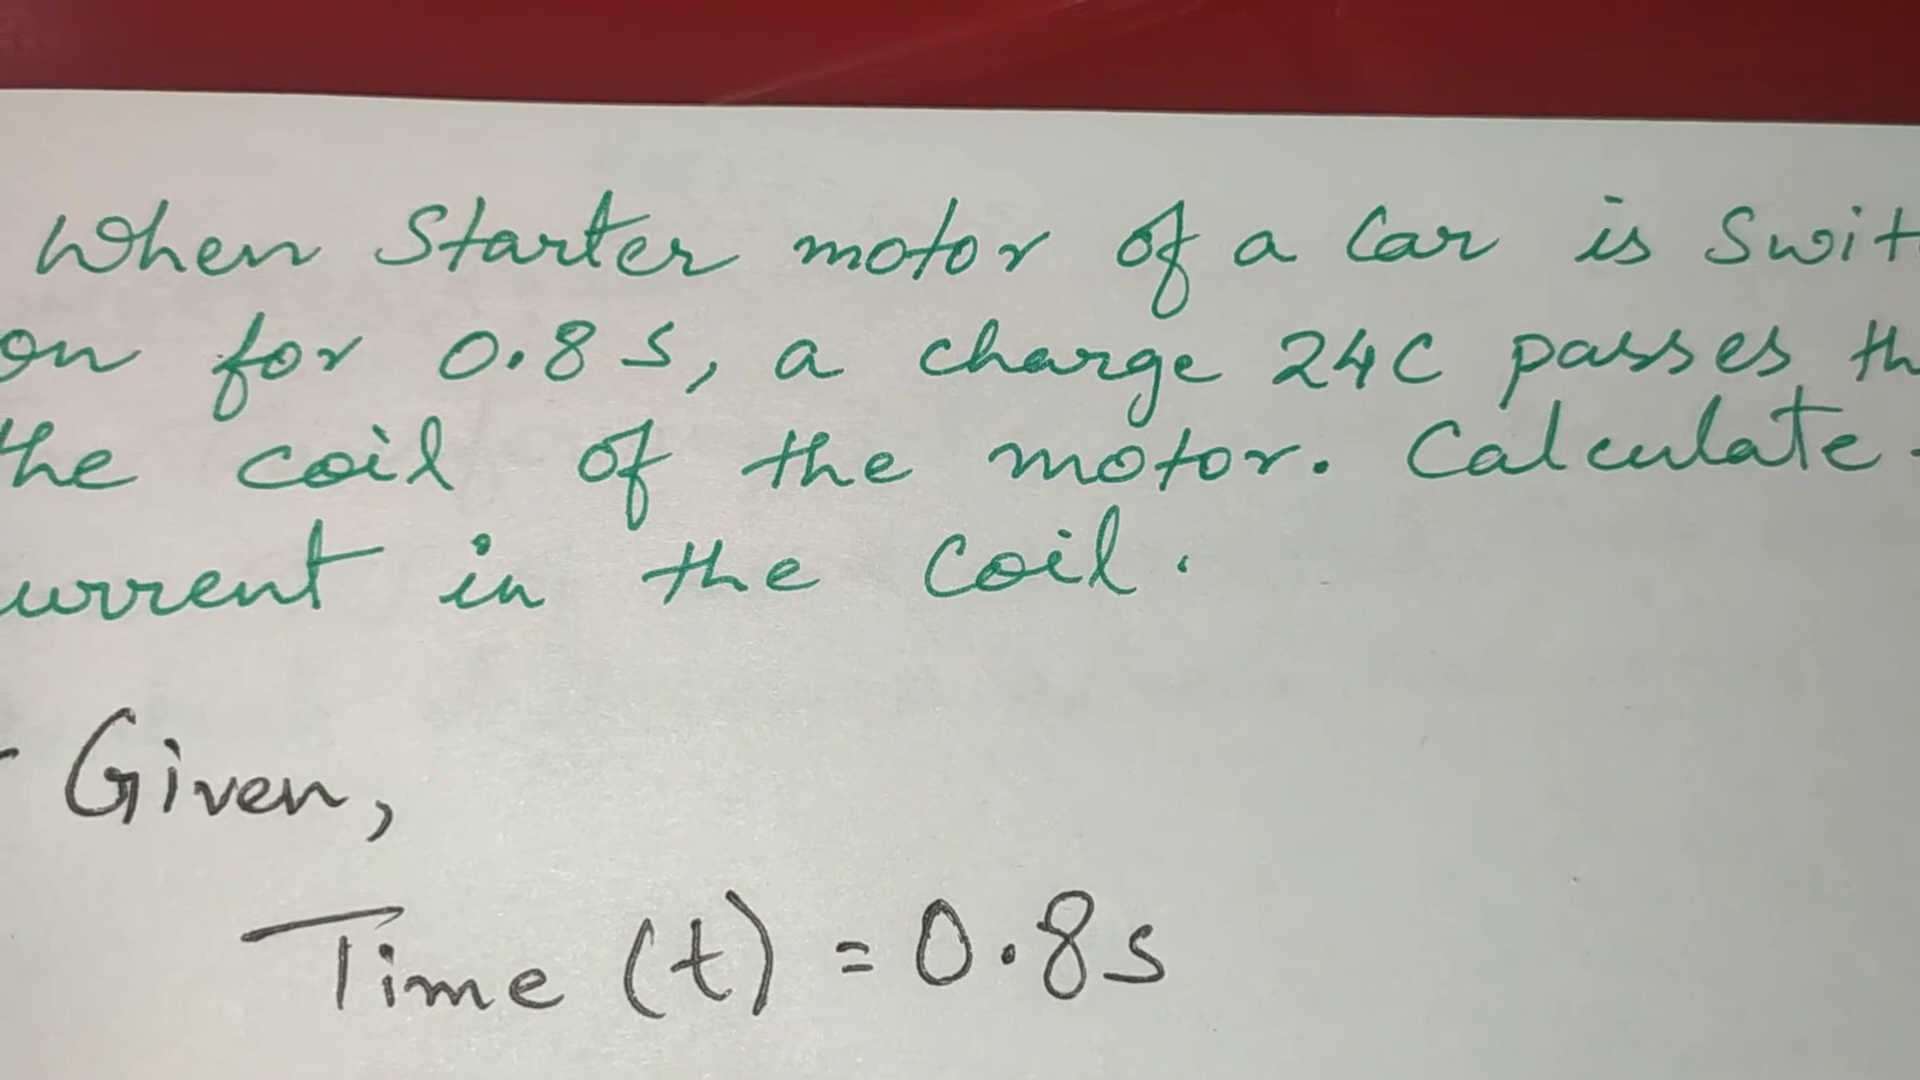 When Starter motor of a Car is Swit
on for 0.8 s, a charge 24C passes th
the coil of the motor. Calculate
urrent in the Coil.
- Given,
Time (t) = 0.8s